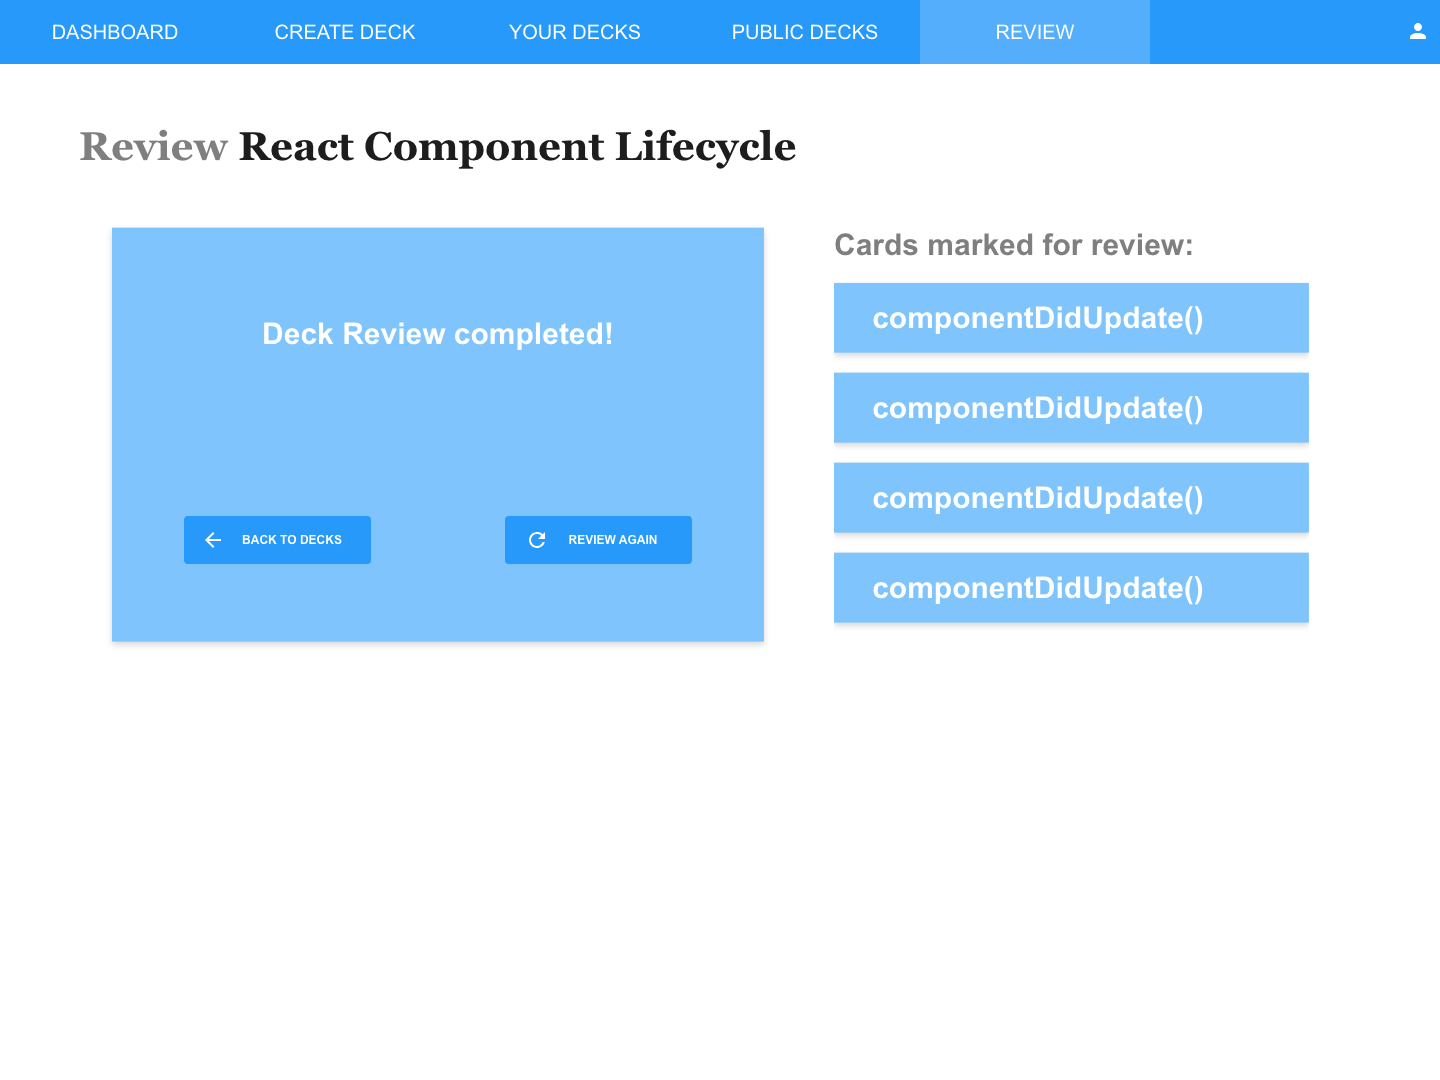 DASHBOARD CREATE DECK YOUR DECKS PUBLIC DECKS REVIEW
Review React Component Lifecycle
Deck Review completed!
BACK TO DECKS REVIEW AGAIN
Cards marked for review:
componentDidUpdate()
componentDidUpdate()
componentDidUpdate()
componentDidUpdate()